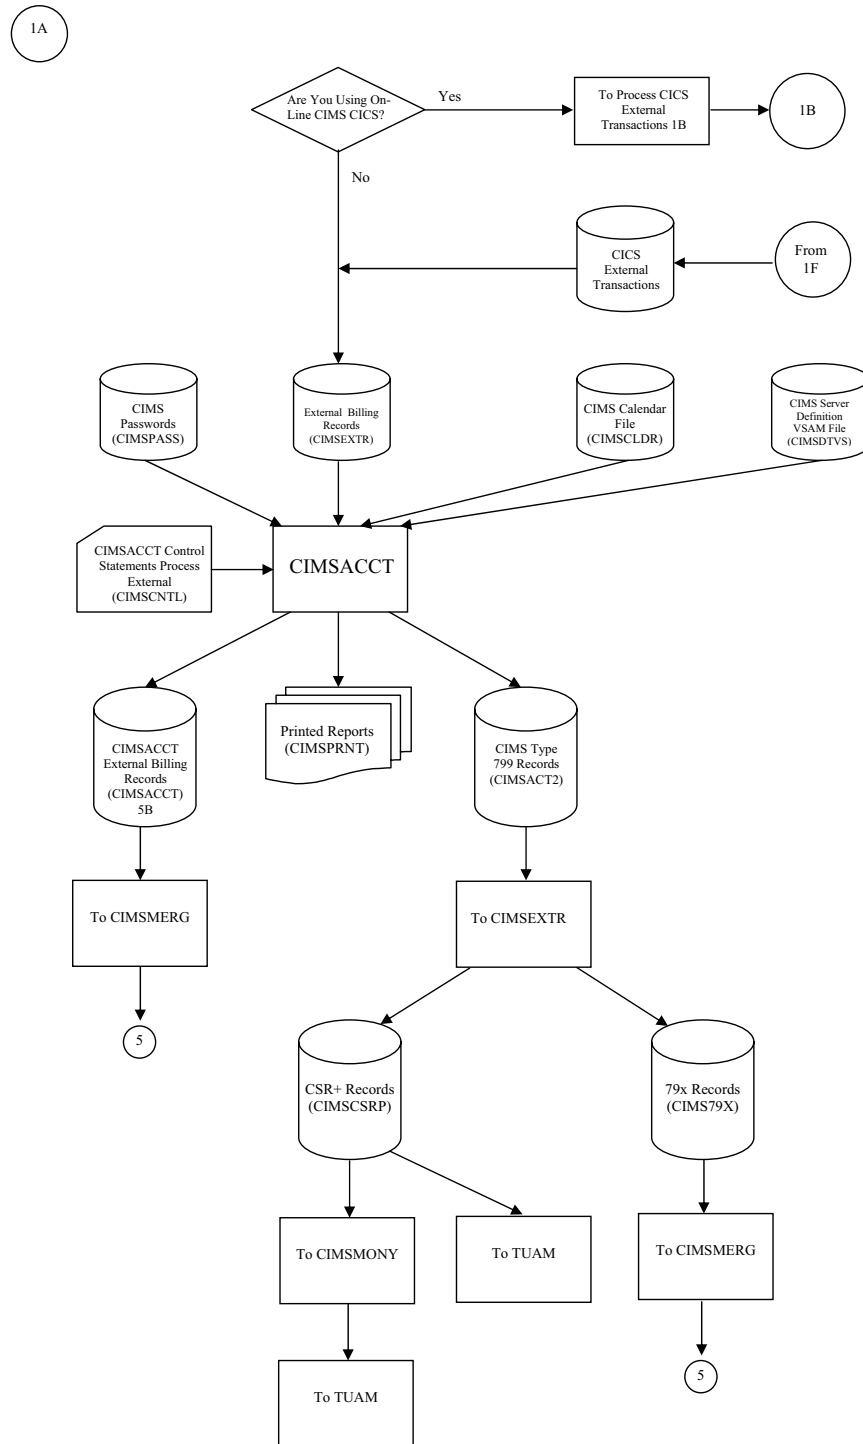 1A
Are You Using On-
Line CIMS CICS?
Yes
To Process CICS
External
Transactions 1B
1B
No
CICS
External
Transactions
From
1F
CIMS
Passwords
(CIMSPASS)
External Billing
Records
(CIMSEXTR)
CIMS Calendar
File
(CIMSCLDR)
CIMS Server
Definition
VSAM File
(CIMSDTVS)
CIMSACCT Control
Statements Process
External
(CIMSCNTL)
CIMSACCT
CIMSACCT
External Billing
Records
(CIMSACCT)
5B
Printed Reports
(CIMSPRNT)
CIMS Type
799 Records
(CIMSACT2)
To CIMSMERG
To CIMSEXTR
5
CSR+ Records
(CIMSCSRP)
79x Records
(CIMS79X)
To CIMSMONY
To TUAM
To CIMSMERG
To TUAM
5